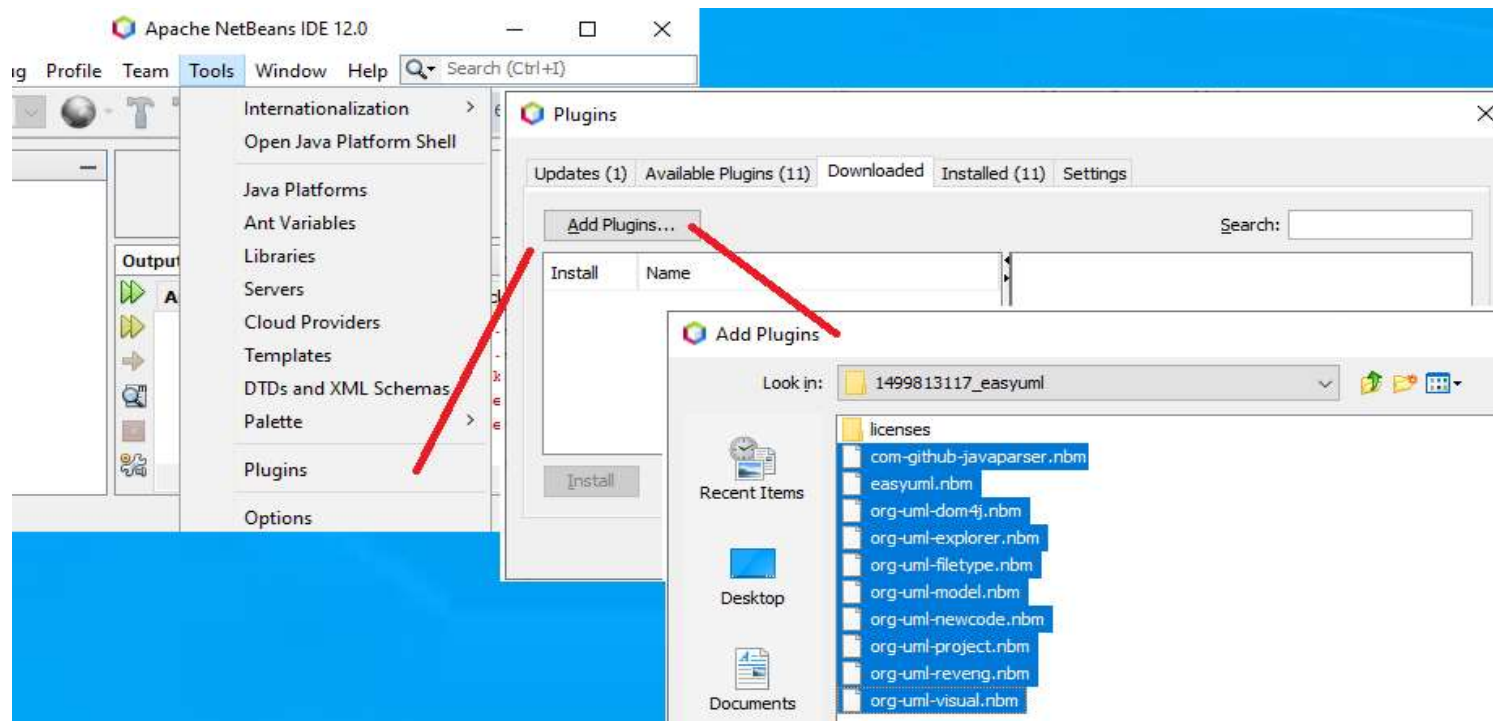 Apache NetBeans IDE 12.0
Profile Team Tools Window Help Search (Ctrl+I)
Internationalization
Open Java Platform Shell
Java Platforms
Ant Variables
Libraries
Servers
Cloud Providers
Templates
DTDs and XML Schemas
Palette
Plugins
Options
Output
Plugins
Updates (1) Available Plugins (11) Downloaded Installed (11) Settings
Add Plugins... Search:
Install Name
Install
Add Plugins
Look in: 1499813117_easyuml
Recent Items
Desktop
Documents
licenses
com-github-javaparser.nbm
easyuml.nbm
org-uml-dom4j.nbm
org-uml-explorer.nbm
org-uml-filetype.nbm
org-uml-model.nbm
org-uml-newcode.nbm
org-uml-project.nbm
org-uml-reveng.nbm
org-uml-visual.nbm